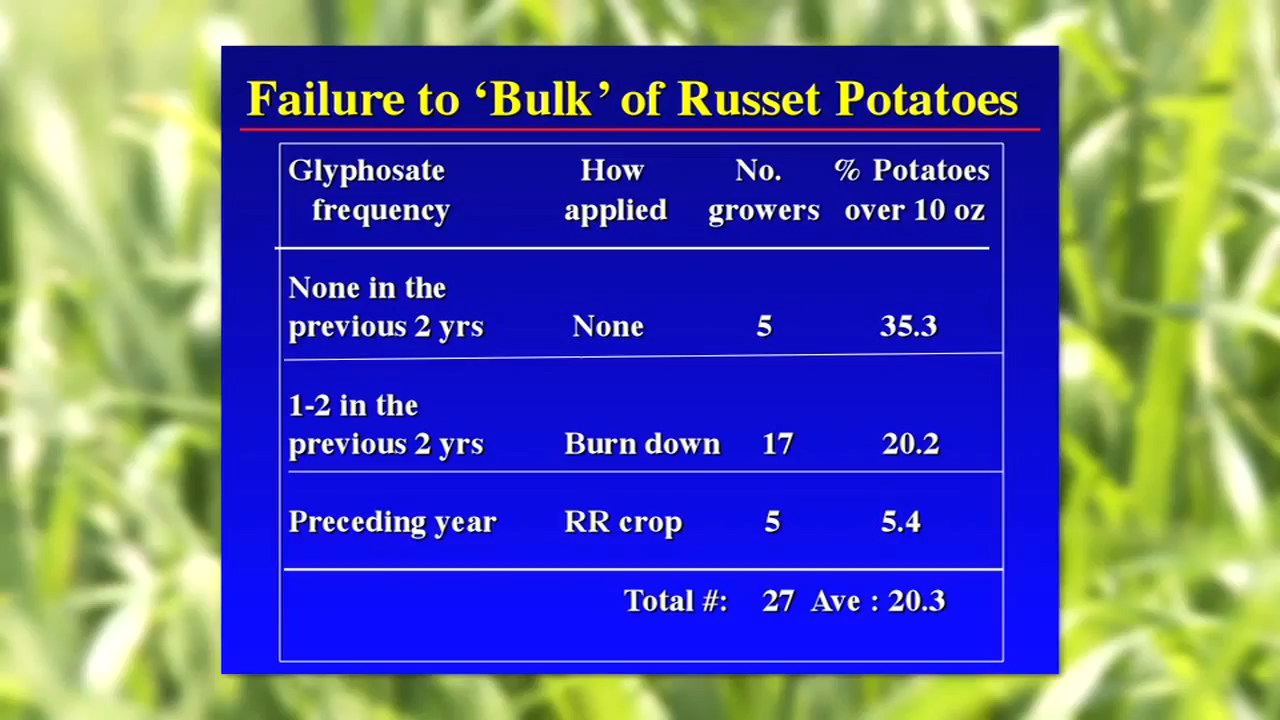 Failure to ‘Bulk’ of Russet Potatoes
Glyphosate How No. % Potatoes
frequency applied growers over 10 oz
None in the
previous 2 yrs None 5 35.3
1-2 in the
previous 2 yrs Burn down 17 20.2
Preceding year RR crop 5 5.4
Total #: 27 Ave : 20.3